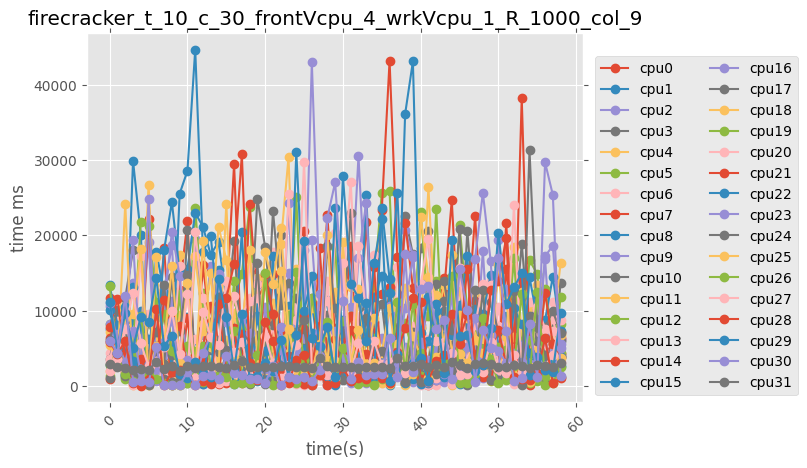 firecracker_t_10_c_30_frontVcpu_4_wrkVcpu_1_R_1000_col_9
time ms
40000
30000
20000
10000
0
0
10
20
30
40
50
60
time(s)
cpu0
cpu1
cpu2
cpu3
cpu4
cpu5
cpu6
cpu7
cpu8
cpu9
cpu10
cpu11
cpu12
cpu13
cpu14
cpu15
cpu16
cpu17
cpu18
cpu19
cpu20
cpu21
cpu22
cpu23
cpu24
cpu25
cpu26
cpu27
cpu28
cpu29
cpu30
cpu31